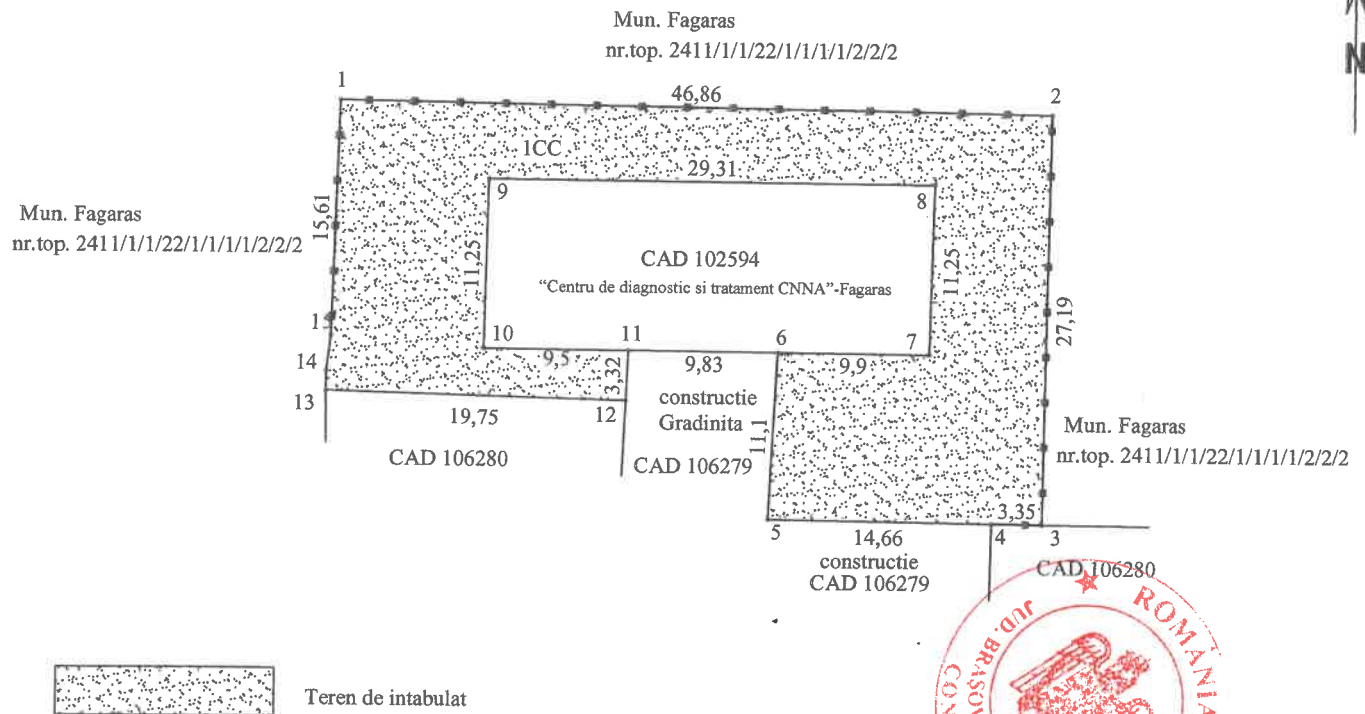 Mun. Fagaras
nr.top. 2411/1/1/22/1/1/1/1/2/2/2
N
1
46,86
2
1CC
29,31
9
8
Mun. Fagaras
nr.top. 2411/1/1/22/1/1/1/1/2/2/2
15,61
11,25
CAD 102594
"Centru de diagnostic si tratament CNNA"-Fagaras
11,25
27,19
10
11
6
7
14
9,5
3,32
9,83
9,9
13
19,75
12
constructie
Gradinita
CAD 106280
CAD 106279
11,1
Mun. Fagaras
nr.top. 2411/1/1/22/1/1/1/1/2/2/2
3,35
5
14,66
4
3
constructie
CAD 106279
CAD 106280
ROMÂNIA
JUD. BRAŞOV
Teren de intabulat